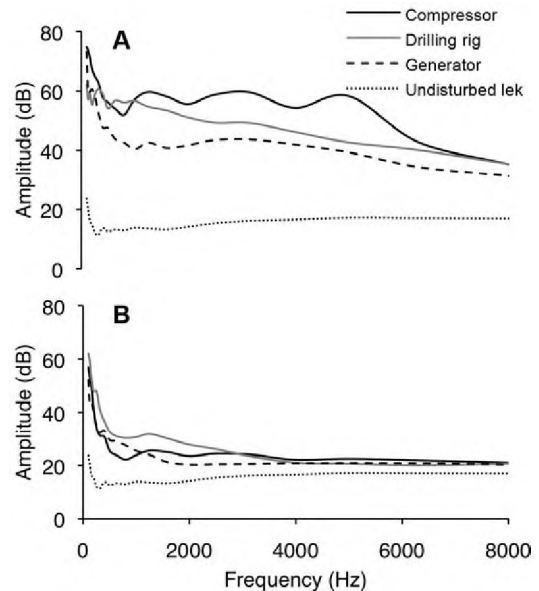 Compressor
Drilling rig
Generator
Undisturbed lek
A
80
60
40
20
0
Amplitude (dB)
B
80
60
40
20
0
Amplitude (dB)
0 2000 4000 6000 8000
Frequency (Hz)